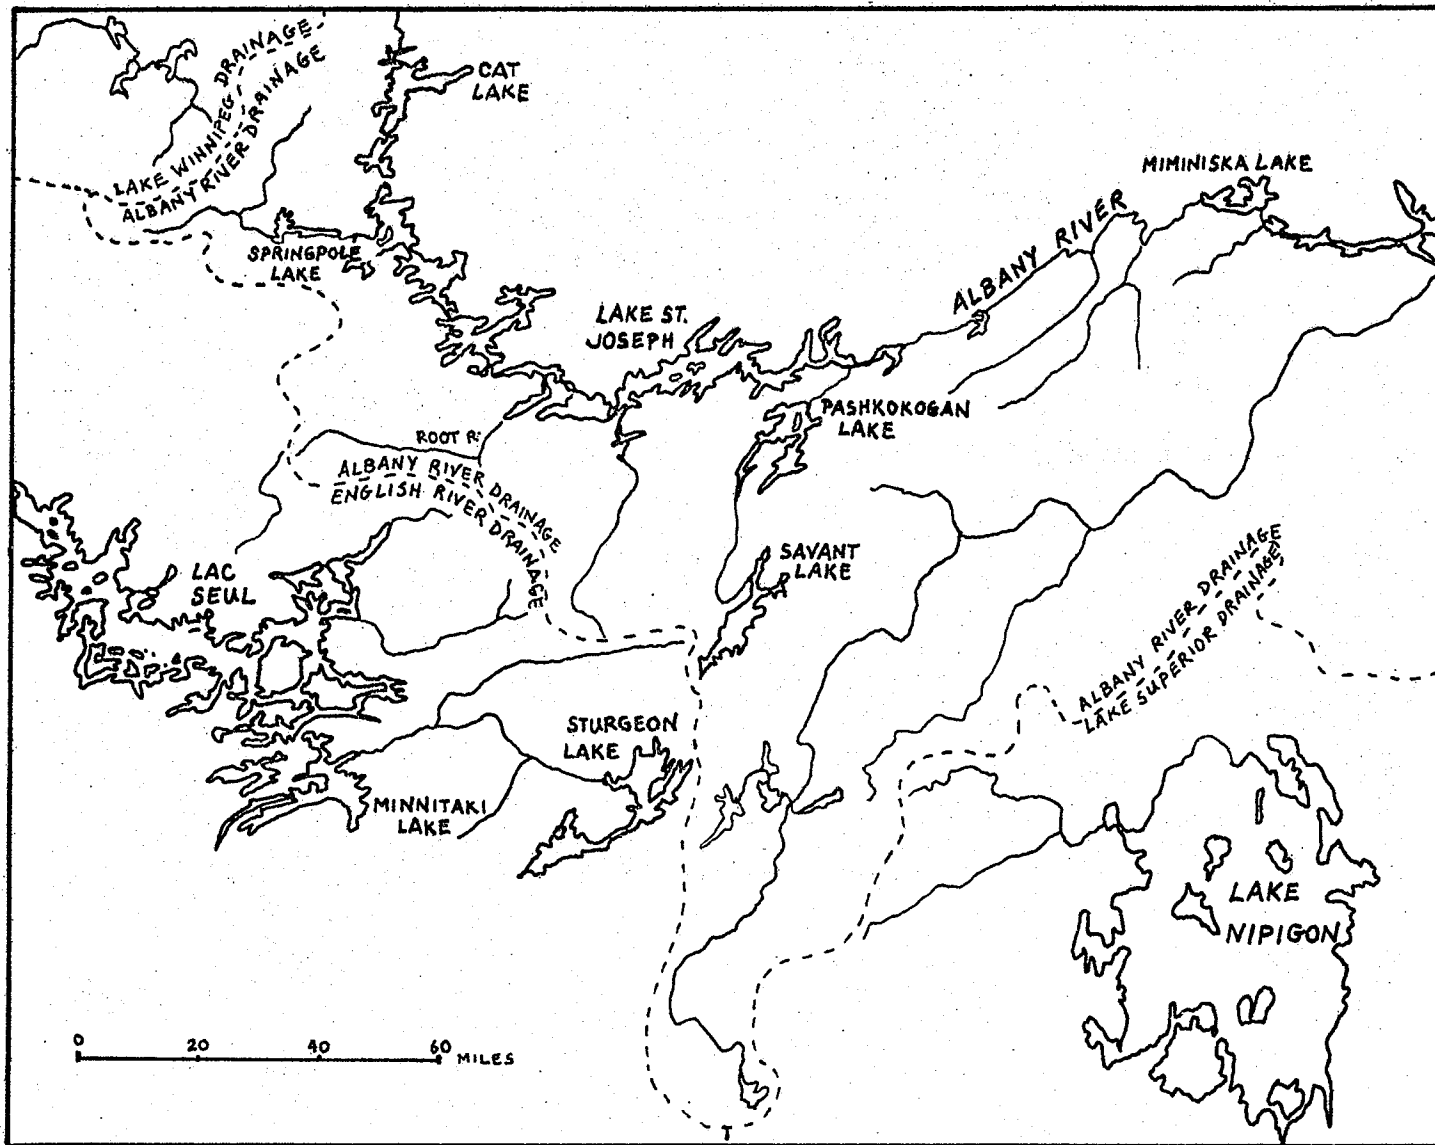 LAKE WINNIPEG DRAINAGE
ALBANY RIVER DRAINAGE
CAT
LAKE
MIMINISKA LAKE
ALBANY RIVER
SPRINGPOLE
LAKE
LAKE ST.
JOSEPH
PASHKOKOGAN
LAKE
ROOT R.
ALBANY RIVER DRAINAGE
ENGLISH RIVER DRAINAGE
LAC
SEUL
SAVANT
LAKE
ALBANY RIVER DRAINAGE
LAKE SUPERIOR DRAINAGE
STURGEON
LAKE
MINNITAKI
LAKE
LAKE
NIPIGON
0 20 40 60 MILES